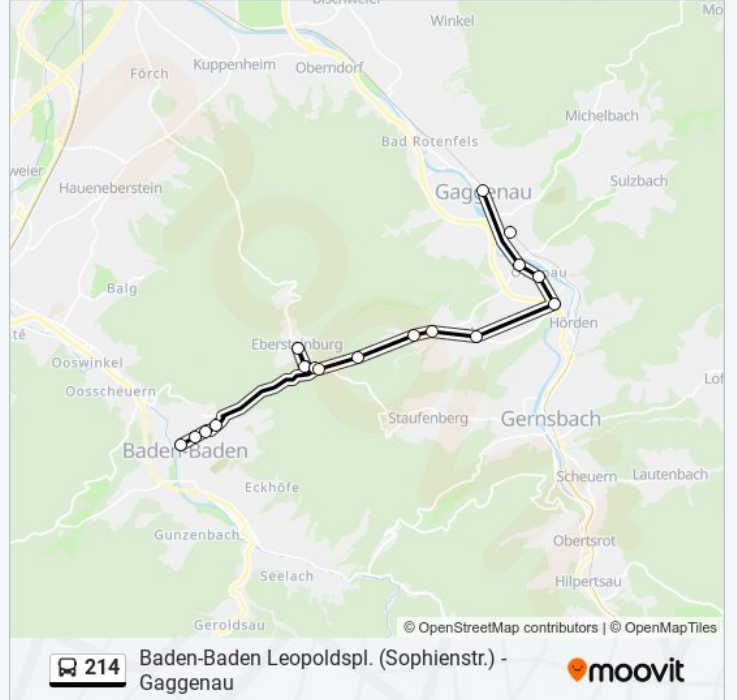 Bischweier
Winkel
Mo
Kuppenheim
Oberndorf
Förch
Michelbach
Bad Rotenfels
weier
Haueneberstein
Gaggenau
Sulzbach
Balg
té
Hörden
Ebersteinburg
Ooswinkel
Oosscheuern
Lof
Staufenberg
Gernsbach
Baden-Baden
Scheuern
Lautenbach
Eckhöfe
Gunzenbach
Obertsrot
Seelach
Hilpertsau
Geroldsau
© OpenStreetMap contributors | © OpenMapTiles
214
Baden-Baden Leopoldspl. (Sophienstr.) -
Gaggenau
moovit